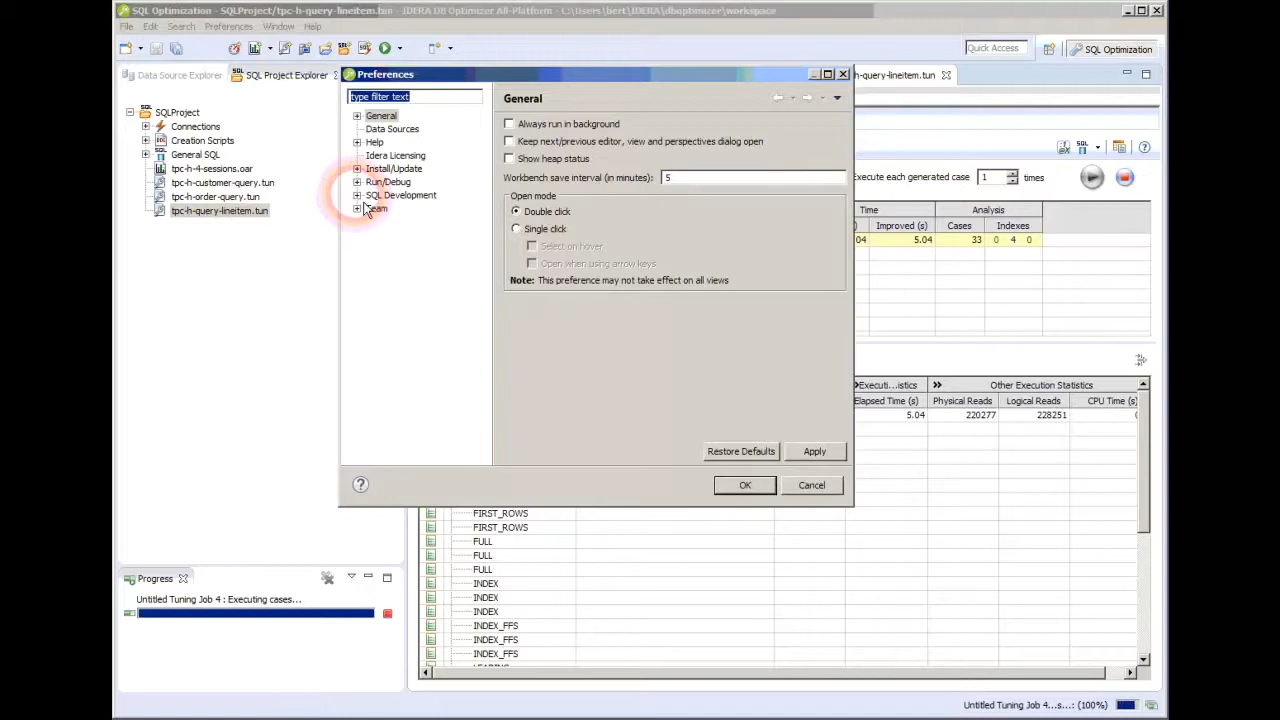 SQL Optimization - SQLProject/tpc-h-query-lineitem.tun - IDERA DB Optimizer All-Platform - C:\Users\bert\IDERA\dboptimizer\workspace
File Edit Search Preferences Window Help
Quick Access
SQL Optimization
Data Source Explorer
SQL Project Explorer
h-query-lineitem.tun
SQLProject
Connections
Creation Scripts
General SQL
tpc-h-4-sessions.oar
tpc-h-customer-query.tun
tpc-h-order-query.tun
tpc-h-query-lineitem.tun
Preferences
type filter text
General
Data Sources
Help
Idera Licensing
Install/Update
Run/Debug
SQL Development
Team
General
Always run in background
Keep next/previous editor, view and perspectives dialog open
Show heap status
Workbench save interval (in minutes): 5
Open mode
Double click
Single click
Select on hover
Open when using arrow keys
Note: This preference may not take effect on all views
Restore Defaults Apply
OK Cancel
Execute each generated case 1 times
Time Analysis
Improved (s) Cases Indexes
04 5.04 33 0 4 0
Executi...istics Other Execution Statistics
Elapsed Time (s) Physical Reads Logical Reads CPU Time (s)
5.04 220277 228251
FIRST_ROWS
FIRST_ROWS
FULL
FULL
FULL
INDEX
INDEX
INDEX
INDEX_FFS
INDEX_FFS
INDEX_FFS
LEADING
Progress
Untitled Tuning Job 4 : Executing cases...
Untitled Tuning Job 4...s...: (100%)